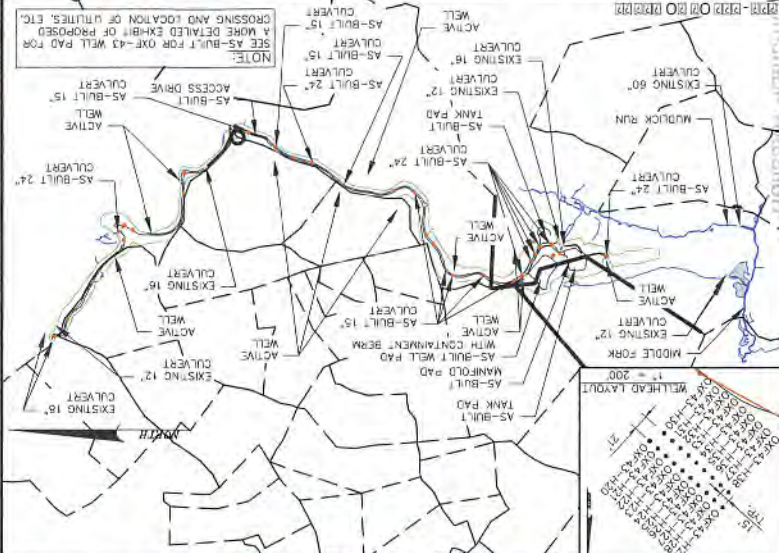 WELLHEAD LAYOUT
1" = 200'
21'
15'
TYP.
NORTH
TANK PAD
AS-BUILT
MANIFOLD PAD
AS-BUILT WELL PAD
WITH CONTAINMENT BERM
EXISTING 18"
CULVERT
EXISTING 12"
CULVERT
MIDDLE FORK
EXISTING 12"
CULVERT
ACTIVE
WELL
ACTIVE
WELL
AS-BUILT 15"
CULVERT
ACTIVE
WELL
ACTIVE
WELL
EXISTING 16"
CULVERT
ACTIVE
WELL
AS-BUILT 24"
CULVERT
AS-BUILT 24"
CULVERT
AS-BUILT 24"
CULVERT
AS-BUILT
TANK PAD
MUDLICK RUN
EXISTING 12"
CULVERT
EXISTING 60"
CULVERT
EXISTING 16"
CULVERT
ACTIVE
WELL
AS-BUILT 15"
CULVERT
AS-BUILT 15"
CULVERT
AS-BUILT 24"
CULVERT
AS-BUILT
ACCESS DRIVE
AS-BUILT 15"
CULVERT
ACTIVE
WELL
NOTE:
SEE AS-BUILT FOR OXF-43 WELL PAD FOR
A MORE DETAILED EXHIBIT OF PROPOSED
CROSSING AND LOCATION OF UTILITIES, ETC.